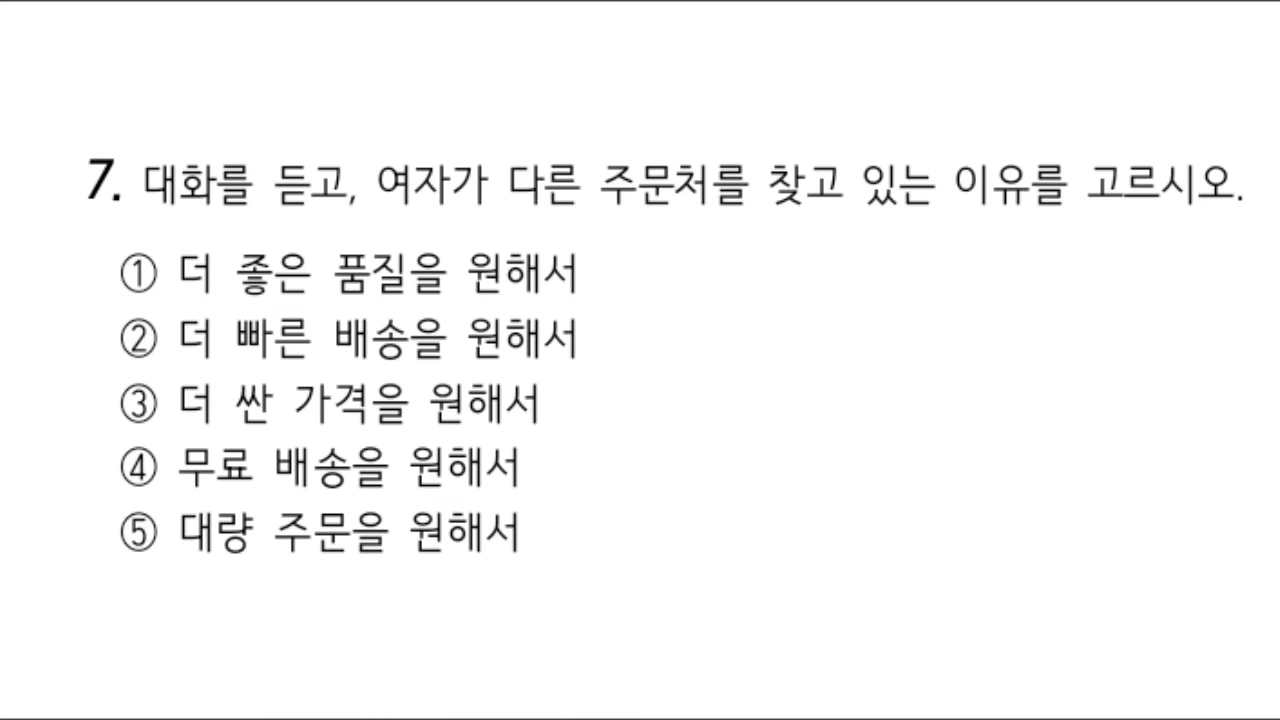 7. 대화를 듣고, 여자가 다른 주문처를 찾고 있는 이유를 고르시오.
① 더 좋은 품질을 원해서
② 더 빠른 배송을 원해서
③ 더 싼 가격을 원해서
④ 무료 배송을 원해서
⑤ 대량 주문을 원해서